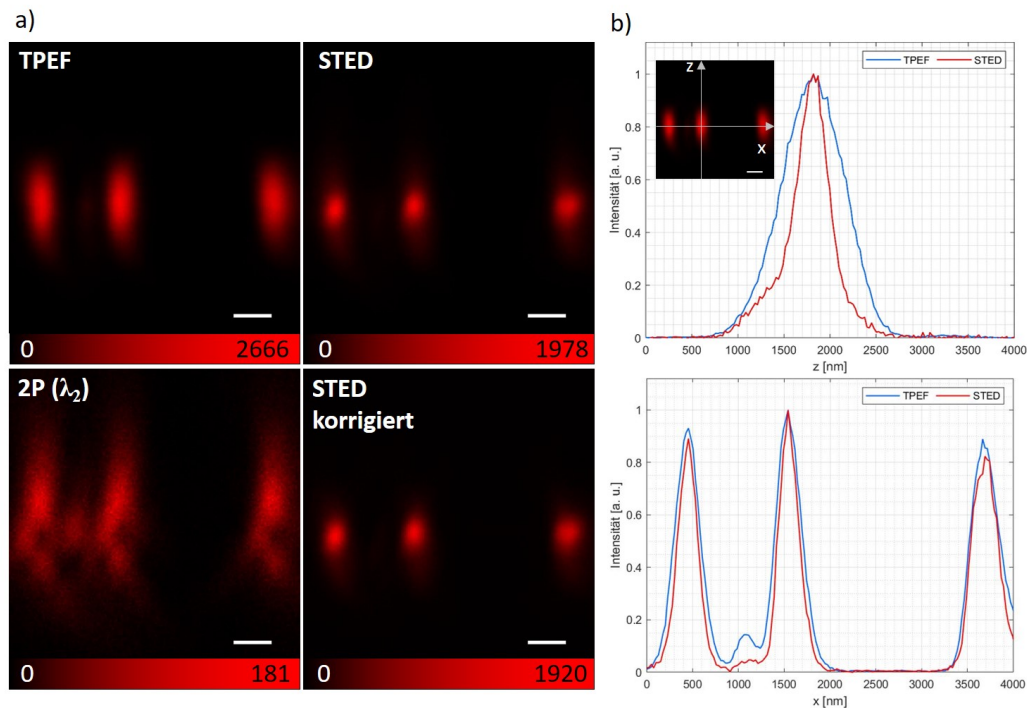 a)
TPEF
STED
0
2666
0
1978
2P (λ₂)
STED
korrigiert
0
181
0
1920
b)
TPEF
STED
Z
X
1
0.8
0.6
0.4
0.2
0
Intensität [a. u.]
0 500 1000 1500 2000 2500 3000 3500 4000
z [nm]
TPEF
STED
1
0.8
0.6
0.4
0.2
0
Intensität [a. u.]
0 500 1000 1500 2000 2500 3000 3500 4000
x [nm]